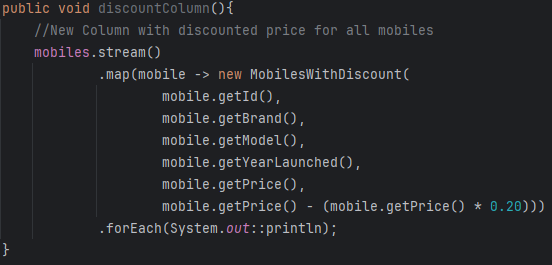 public void discountColumn(){
    //New Column with discounted price for all mobiles
    mobiles.stream()
            .map(mobile -> new MobilesWithDiscount(
                    mobile.getId(),
                    mobile.getBrand(),
                    mobile.getModel(),
                    mobile.getYearLaunched(),
                    mobile.getPrice(),
                    mobile.getPrice() - (mobile.getPrice() * 0.20)))
            .forEach(System.out::println);
}